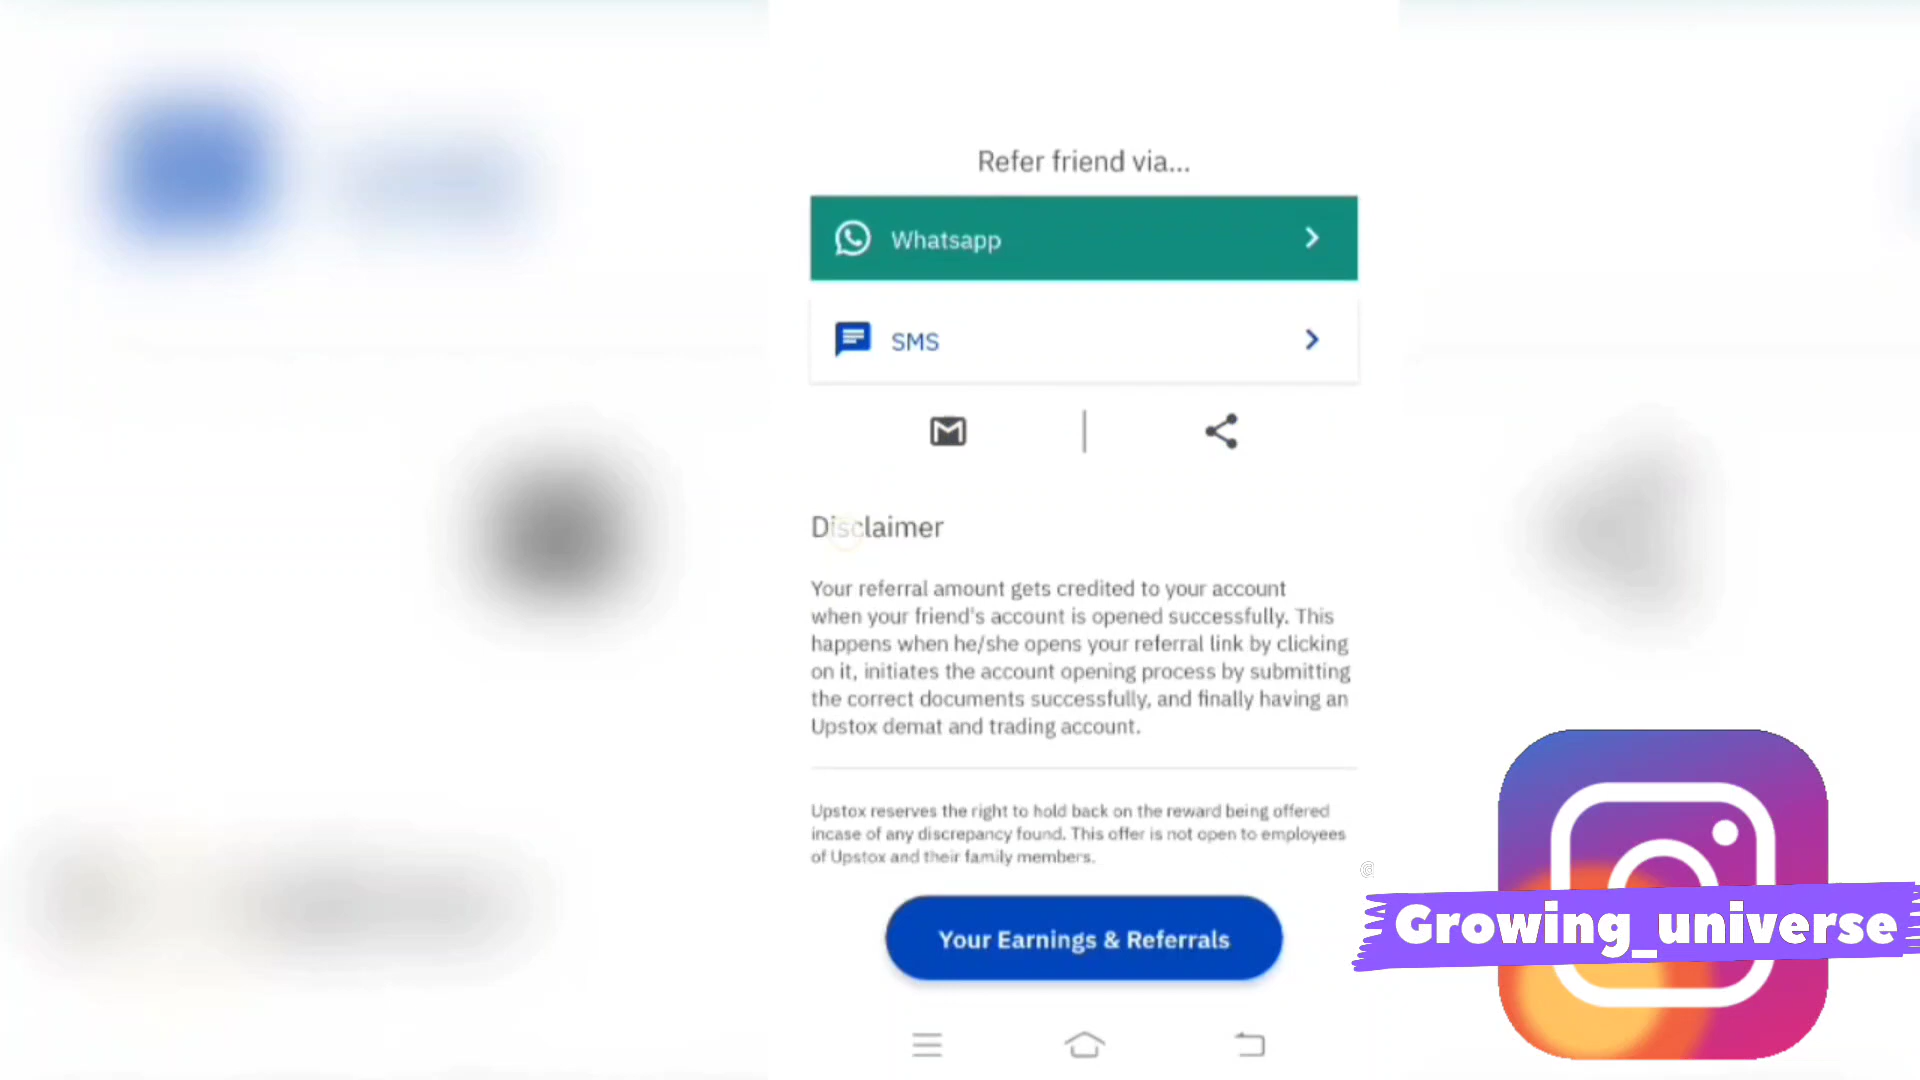 Refer friend via...
Whatsapp
SMS
Disclaimer
Your referral amount gets credited to your account
when your friend's account is opened successfully. This
happens when he/she opens your referral link by clicking
on it, initiates the account opening process by submitting
the correct documents successfully, and finally having an
Upstox demat and trading account.
Upstox reserves the right to hold back on the reward being offered
incase of any discrepancy found. This offer is not open to employees
of Upstox and their family members.
@
Your Earnings & Referrals
Growing_universe